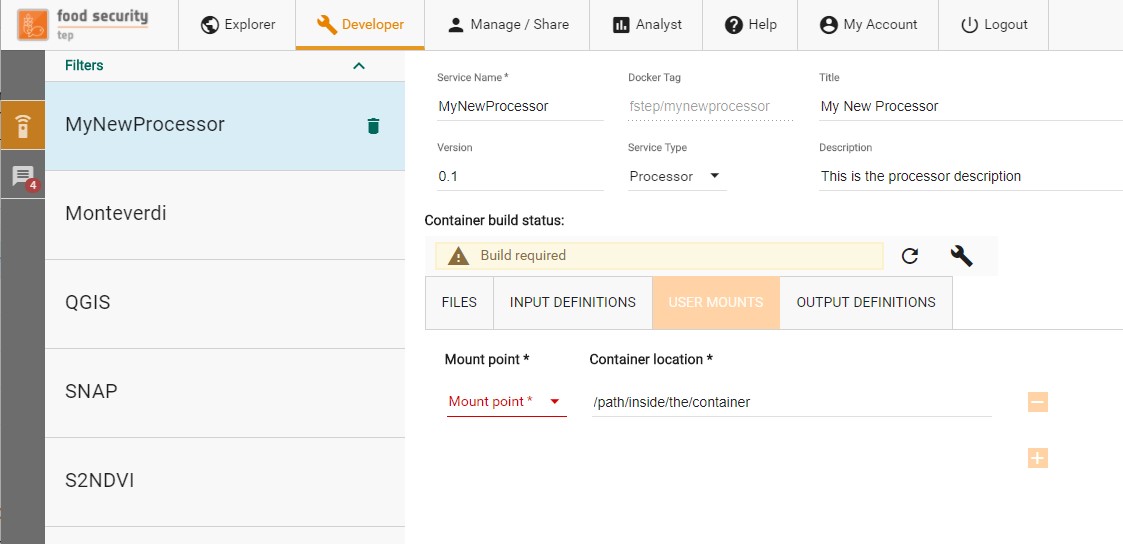 food security
tep
Explorer
Developer
Manage / Share
Analyst
Help
My Account
Logout
Filters
4
MyNewProcessor
Monteverdi
QGIS
SNAP
S2NDVI
Service Name *
Docker Tag
Title
MyNewProcessor
fstep/mynewprocessor
My New Processor
Version
Service Type
Description
0.1
Processor
This is the processor description
Container build status:
Build required
FILES
INPUT DEFINITIONS
USER MOUNTS
OUTPUT DEFINITIONS
Mount point *
Container location *
Mount point *
/path/inside/the/container